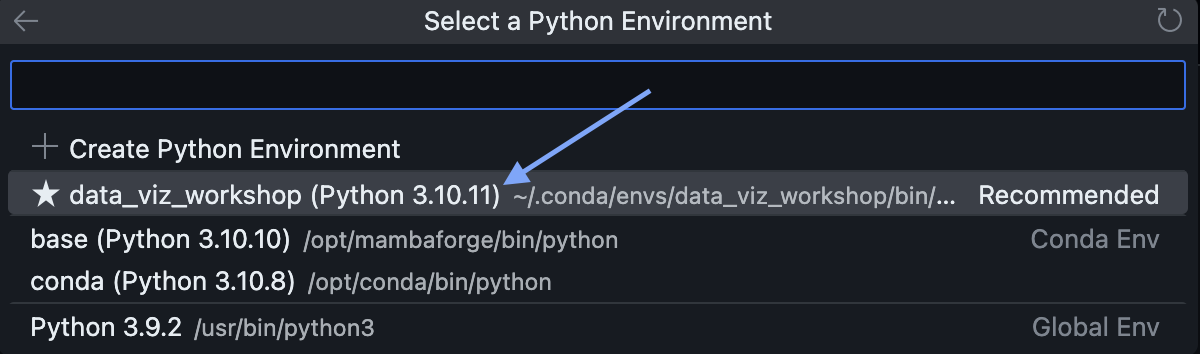 Select a Python Environment
Create Python Environment
data_viz_workshop (Python 3.10.11) ~/.conda/envs/data_viz_workshop/bin/... Recommended
base (Python 3.10.10) /opt/mambaforge/bin/python Conda Env
conda (Python 3.10.8) /opt/conda/bin/python
Python 3.9.2 /usr/bin/python3 Global Env